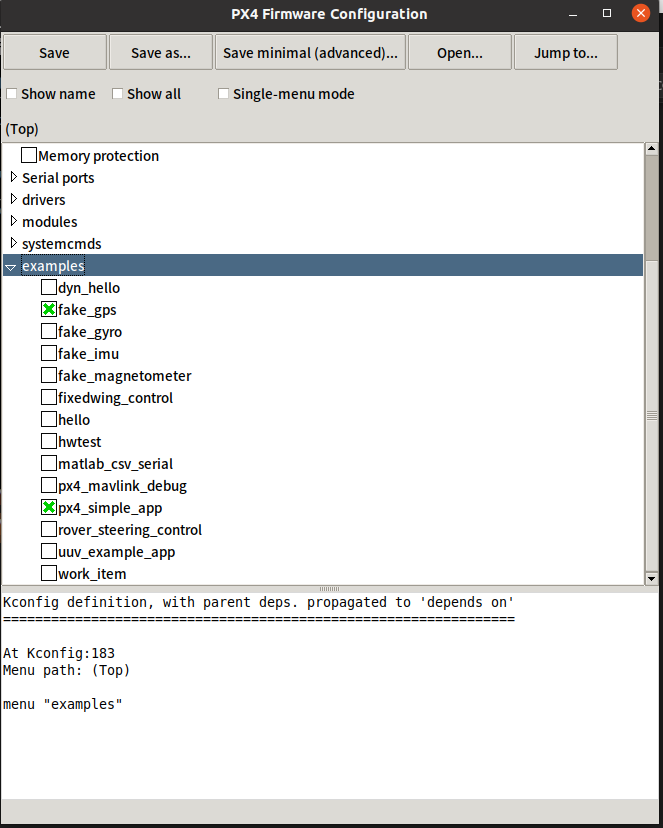 PX4 Firmware Configuration
Save Save as... Save minimal (advanced)... Open... Jump to...
Show name Show all Single-menu mode
(Top)
Memory protection
Serial ports
drivers
modules
systemcmds
examples
dyn_hello
fake_gps
fake_gyro
fake_imu
fake_magnetometer
fixedwing_control
hello
hwtest
matlab_csv_serial
px4_mavlink_debug
px4_simple_app
rover_steering_control
uuv_example_app
work_item
Kconfig definition, with parent deps. propagated to 'depends on'
================================================================
At Kconfig:183
Menu path: (Top)
menu "examples"